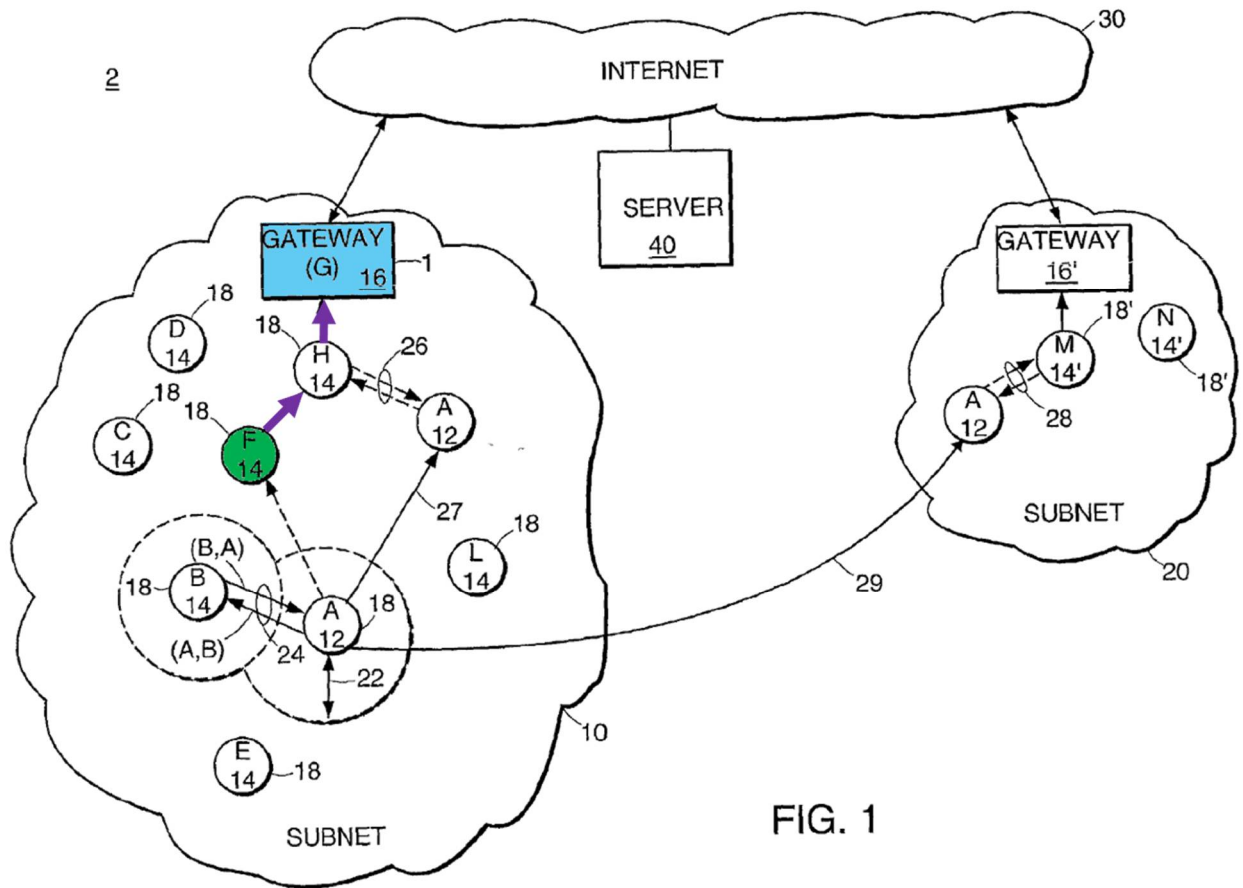 2
30
INTERNET
SERVER
40
GATEWAY
(G)
16
1
GATEWAY
16'
18
D
14
18
H
14
26
18'
M
14'
N
14'
18'
18
C
14
18
F
14
A
12
A
12
28
27
SUBNET
20
29
18
L
14
(B,A)
18
B
14
A
12
18
(A,B)
24
22
10
E
14
18
SUBNET
FIG. 1